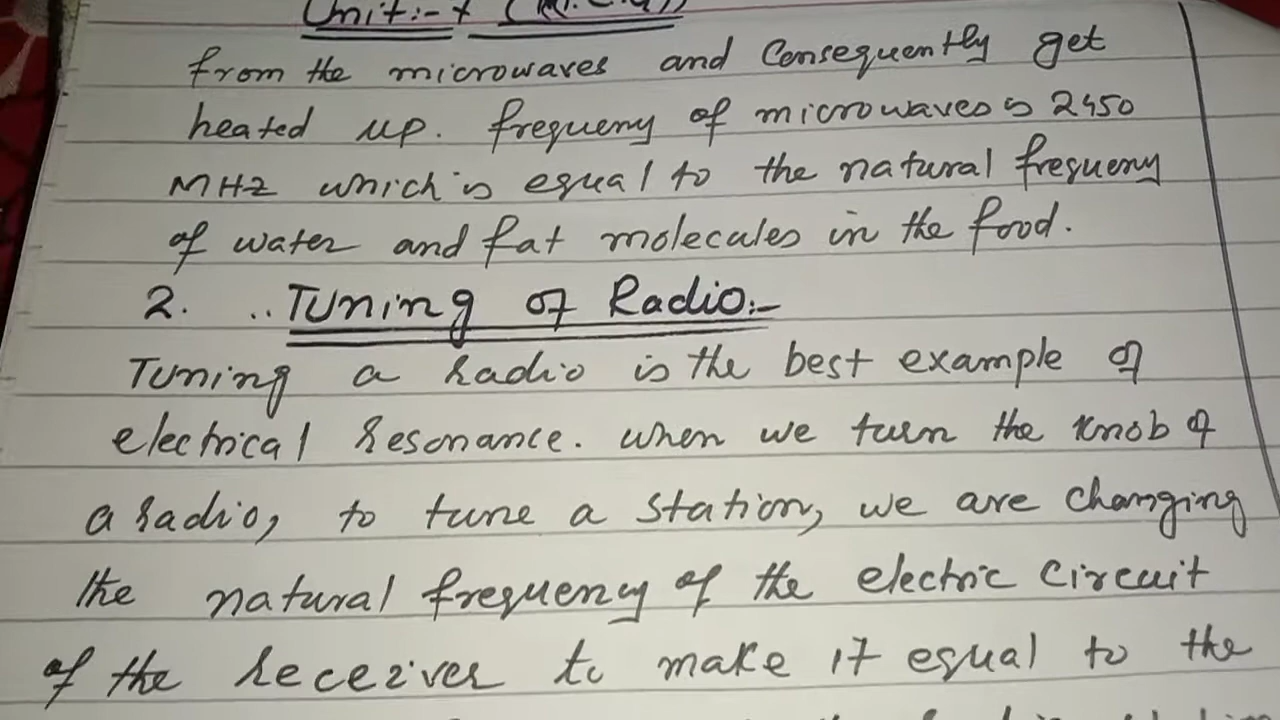 Unit:-
from the microwaves and Consequently get
heated up. frequency of microwaves is 2450
MHZ which is equal to the natural frequency
of water and fat molecules in the food.
2. .. Tuning of Radio:-
Tuning a radio is the best example of
electrical resonance. when we turn the knob of
a radio, to tune a station, we are changing
the natural frequency of the electric circuit
of the receiver to make it equal to the